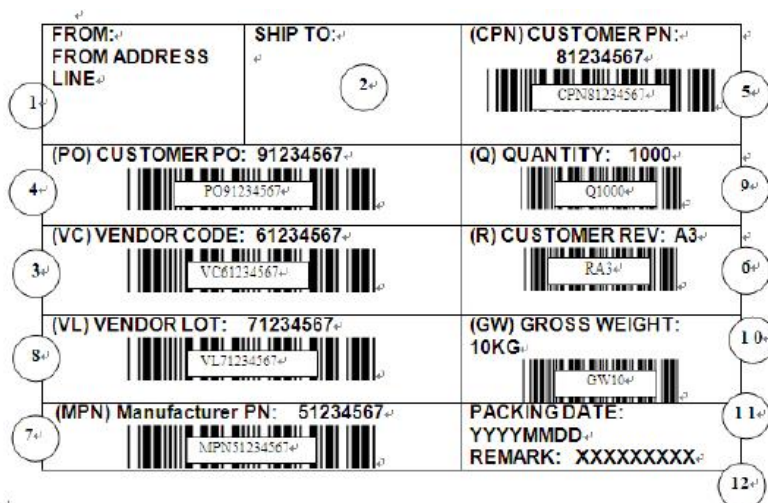 FROM:
FROM ADDRESS
LINE
1
SHIP TO:
2
(CPN) CUSTOMER PN:
81234567
CPN81234567
5
(PO) CUSTOMER PO: 91234567
PO91234567
4
(Q) QUANTITY: 1000
Q1000
9
(VC) VENDOR CODE: 61234567
VC61234567
3
(R) CUSTOMER REV: A3
RA3
6
(VL) VENDOR LOT: 71234567
VL71234567
8
(GW) GROSS WEIGHT:
10KG
GW10
10
(MPN) Manufacturer PN: 51234567
MPN51234567
7
PACKING DATE:
YYYYMMDD
REMARK: XXXXXXXXX
11
12